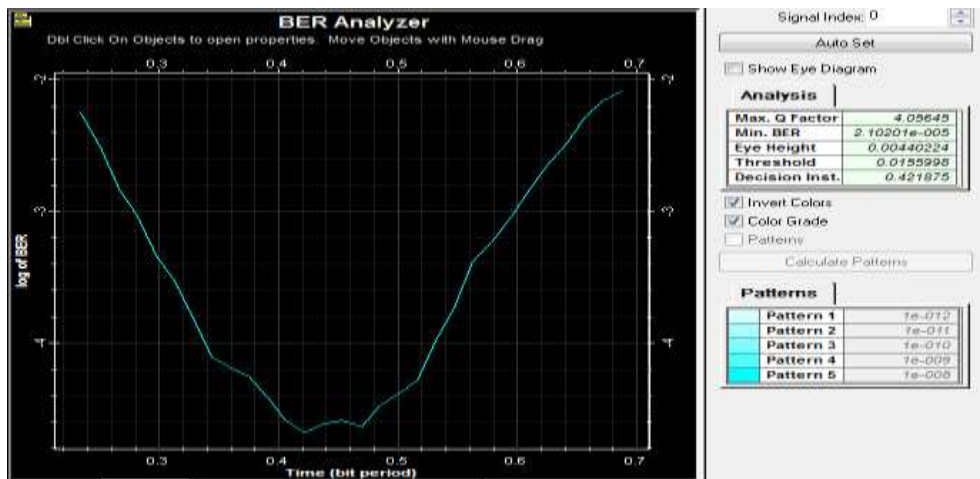 BER Analyzer
Dbl Click On Objects to open properties. Move Objects with Mouse Drag
0.3 0.4 0.5 0.6 0.7
-2 -2
-3 -3
-4 -4
log of BER
0.3 0.4 0.5 0.6 0.7
Time (bit period)
Signal Index: 0
Auto Set
Show Eye Diagram
Analysis
Max. Q Factor 4.05645
Min. BER 2.10201e-005
Eye Height 0.00440224
Threshold 0.0155998
Decision Inst. 0.421875
Invert Colors
Color Grade
Patterns
Calculate Patterns
Patterns
Pattern 1 1e-012
Pattern 2 1e-011
Pattern 3 1e-010
Pattern 4 1e-009
Pattern 5 1e-008